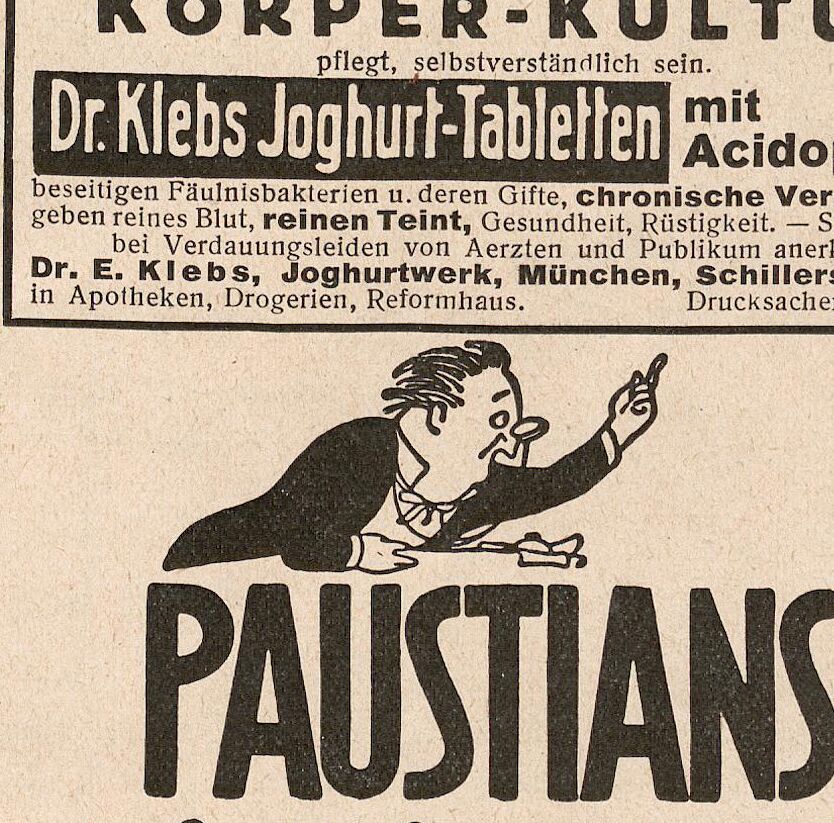 KÖRPER-KULTU
pflegt, selbstverständlich sein.
Dr. Klebs Joghurt-Tabletten mit
Acido
beseitigen Fäulnisbakterien u. deren Gifte, chronische Ver
geben reines Blut, reinen Teint, Gesundheit, Rüstigkeit. — S
bei Verdauungsleiden von Aerzten und Publikum aner
Dr. E. Klebs, Joghurtwerk, München, Schillers
in Apotheken, Drogerien, Reformhaus. Drucksache
PAUSTIANS